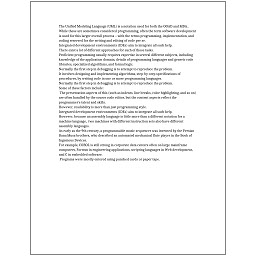 The Unified Modeling Language (UML) is a notation used for both the OOAD and MDA.
While these are sometimes considered programming, often the term software development
is used for this larger overall process – with the terms programming, implementation, and
coding reserved for the writing and editing of code per se.
Integrated development environments (IDEs) aim to integrate all such help.
There exist a lot of different approaches for each of those tasks.
Proficient programming usually requires expertise in several different subjects, including
knowledge of the application domain, details of programming languages and generic code
libraries, specialized algorithms, and formal logic.
Normally the first step in debugging is to attempt to reproduce the problem.
It involves designing and implementing algorithms, step-by-step specifications of
procedures, by writing code in one or more programming languages.
Normally the first step in debugging is to attempt to reproduce the problem.
Some of these factors include:
The presentation aspects of this (such as indents, line breaks, color highlighting, and so on)
are often handled by the source code editor, but the content aspects reflect the
programmer's talent and skills.
However, readability is more than just programming style.
Integrated development environments (IDEs) aim to integrate all such help.
However, because an assembly language is little more than a different notation for a
machine language, two machines with different instruction sets also have different
assembly languages.
As early as the 9th century, a programmable music sequencer was invented by the Persian
Banu Musa brothers, who described an automated mechanical flute player in the Book of
Ingenious Devices.
For example, COBOL is still strong in corporate data centers often on large mainframe
computers, Fortran in engineering applications, scripting languages in Web development,
and C in embedded software.
Programs were mostly entered using punched cards or paper tape.